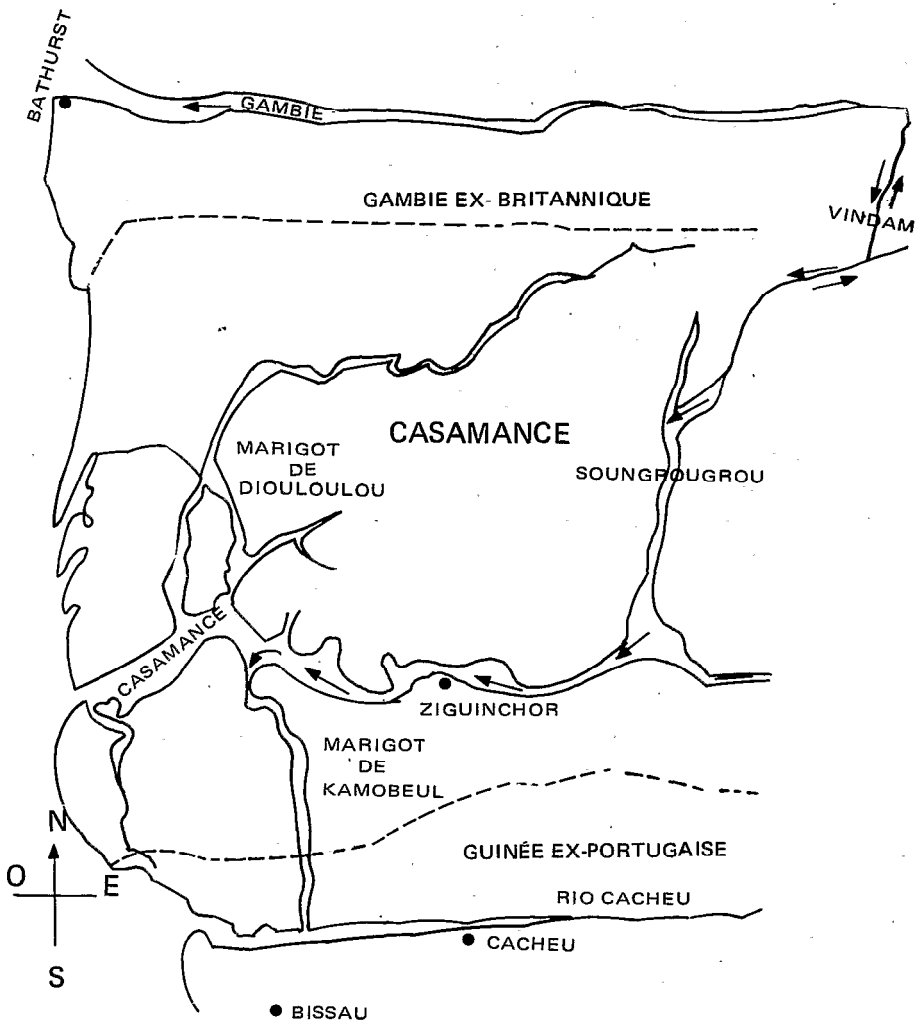 BATHURST
GAMBIE
GAMBIE EX-BRITANNIQUE
VINDAM
CASAMANCE
MARIGOT
DE
DIOULOULOU
SOUNGROUGROU
CASAMANCE
ZIGUINCHOR
MARIGOT
DE
KAMOBEUL
N
O
E
S
GUINÉE EX-PORTUGAISE
RIO CACHEU
CACHEU
BISSAU